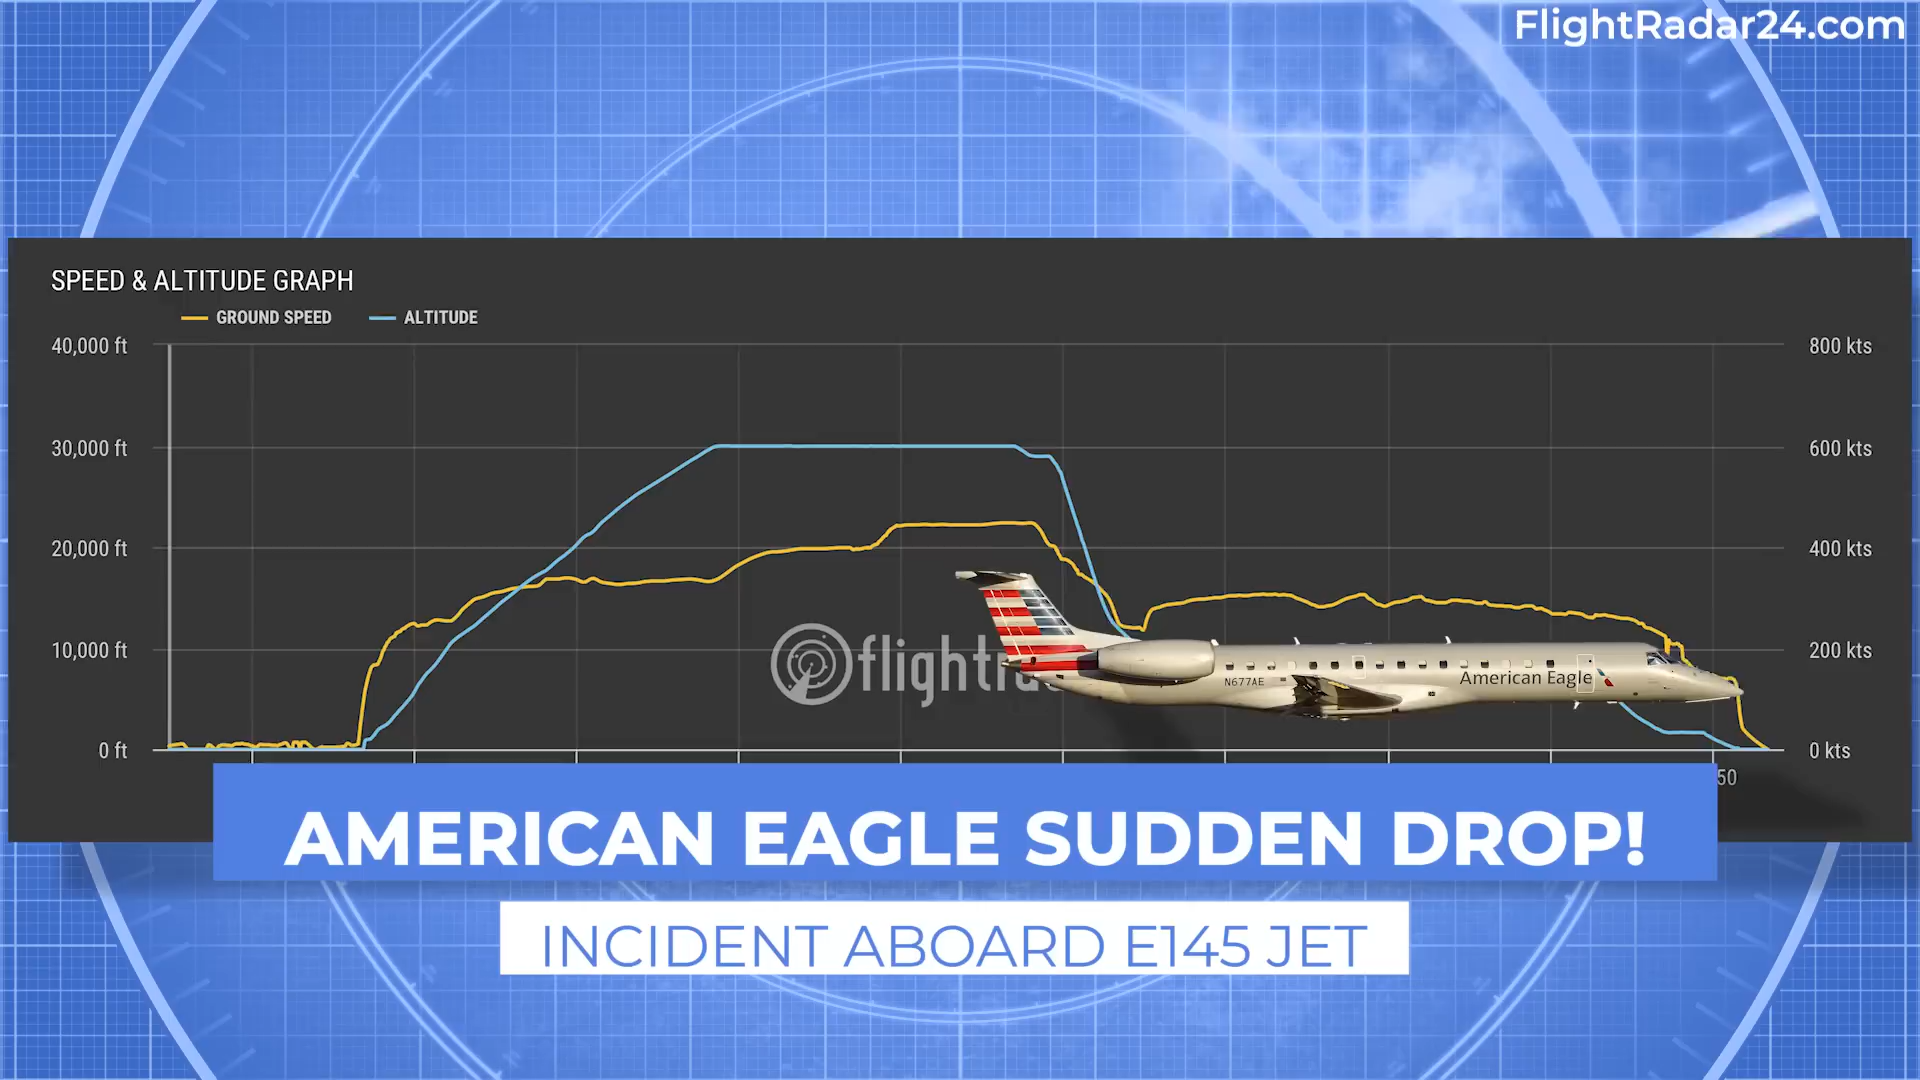 FlightRadar24.com
SPEED & ALTITUDE GRAPH
GROUND SPEED ALTITUDE
40,000 ft 800 kts
30,000 ft 600 kts
20,000 ft 400 kts
10,000 ft 200 kts
flightra
American Eagle
N677AE
0 ft 0 kts
50
AMERICAN EAGLE SUDDEN DROP!
INCIDENT ABOARD E145 JET